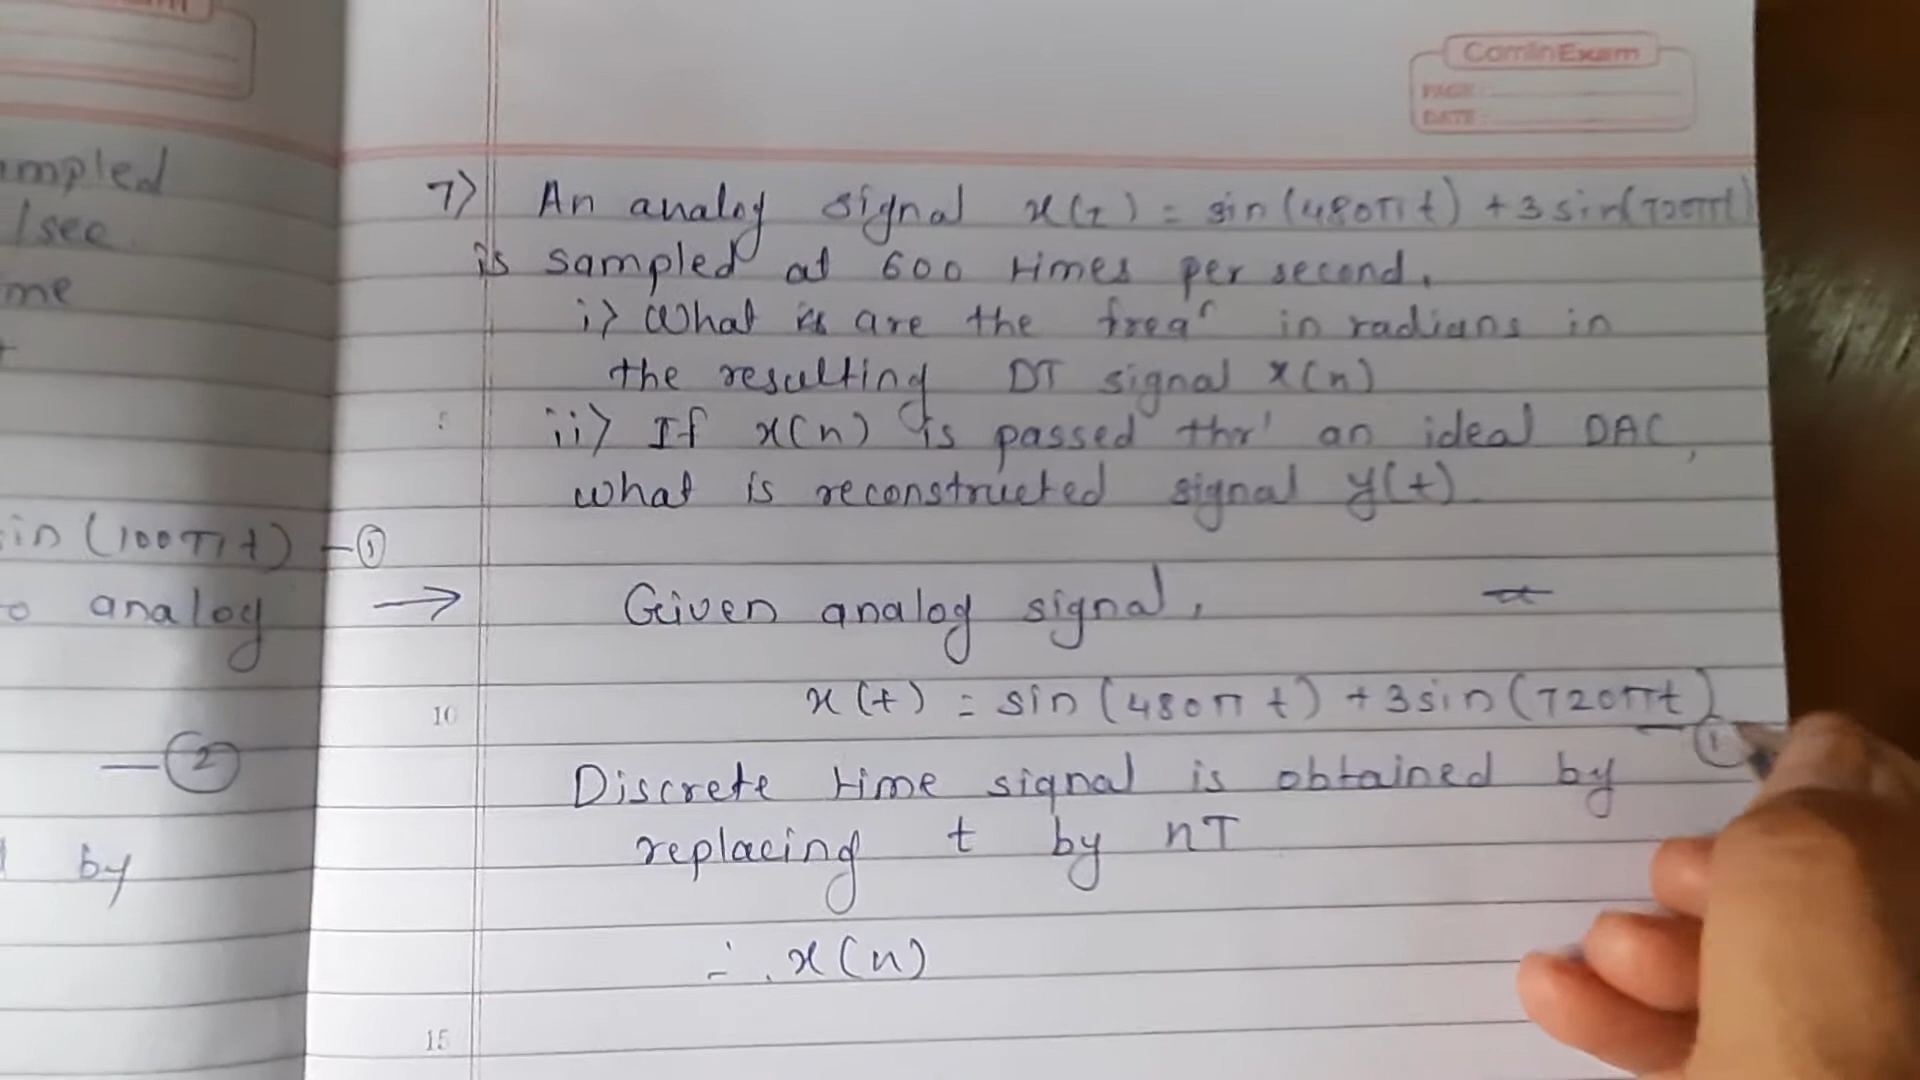 mpled
/sec
me
in (100πt) —①
o analog
—②
by
CamlinExam
PAGE
DATE
7) An analog signal x(t) = sin(480πt) + 3sin(720πt)
is sampled at 600 times per second.
i) What is are the freqⁿ in radians in
the resulting DT signal x(n)
5
ii) If x(n) is passed thr' an ideal DAC,
what is reconstructed signal y(t).
→ Given analog signal,
10
x(t) = sin(480πt) + 3sin(720πt)
—①
Discrete time signal is obtained by
replacing t by nT
∴ x(n)
15